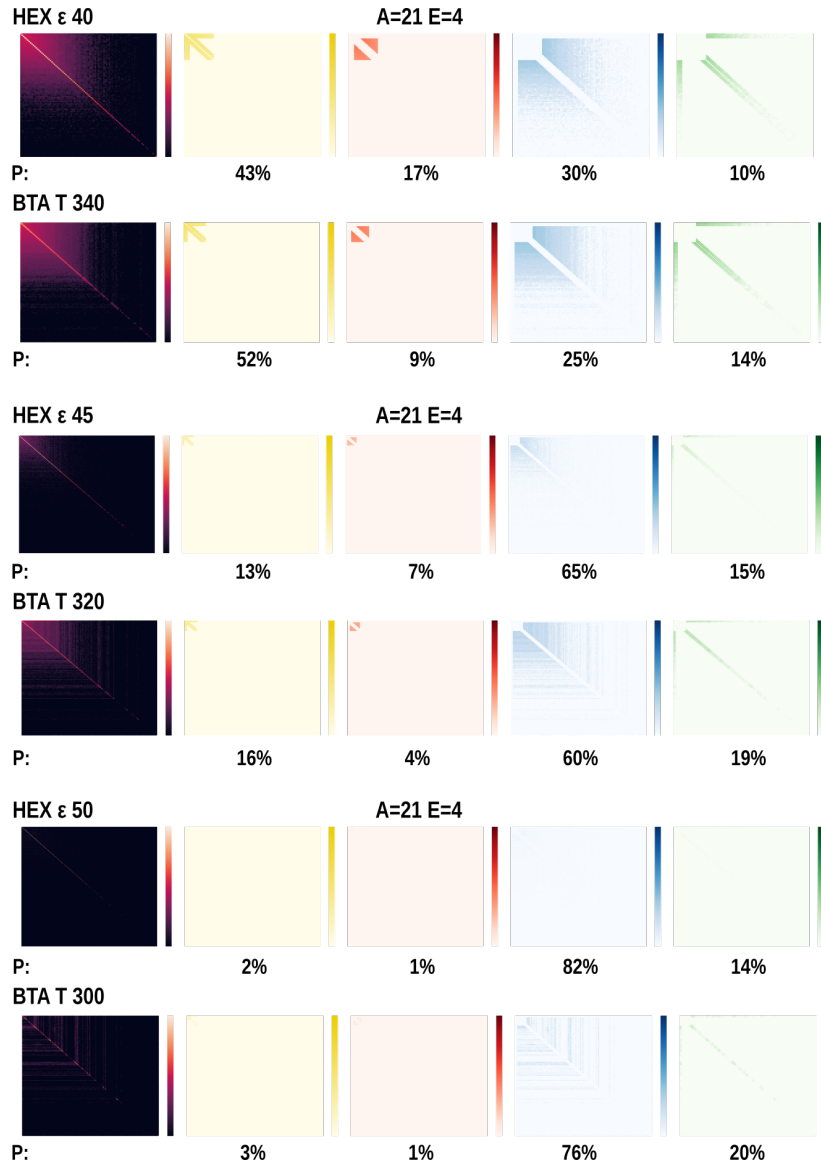 HEX ε 40 A=21 E=4
P: 43% 17% 30% 10%
BTA T 340
P: 52% 9% 25% 14%
HEX ε 45 A=21 E=4
P: 13% 7% 65% 15%
BTA T 320
P: 16% 4% 60% 19%
HEX ε 50 A=21 E=4
P: 2% 1% 82% 14%
BTA T 300
P: 3% 1% 76% 20%